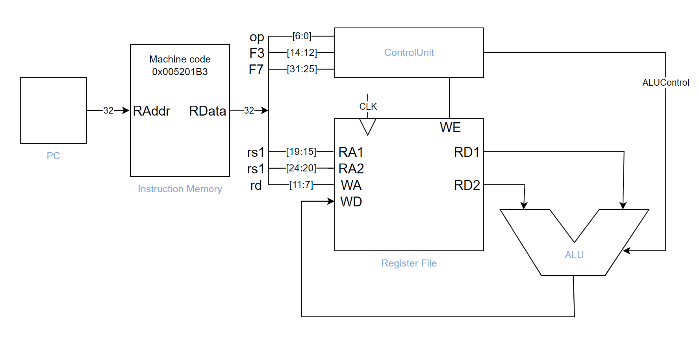 op
[6:0]
ControlUnit
F3
[14:12]
F7
[31:25]
ALUControl
Machine code
0x005201B3
32
RAddr
RData
32
CLK
WE
PC
Instruction Memory
rs1
[19:15]
RA1
RD1
rs1
[24:20]
RA2
rd
[11:7]
WA
RD2
WD
ALU
Register File